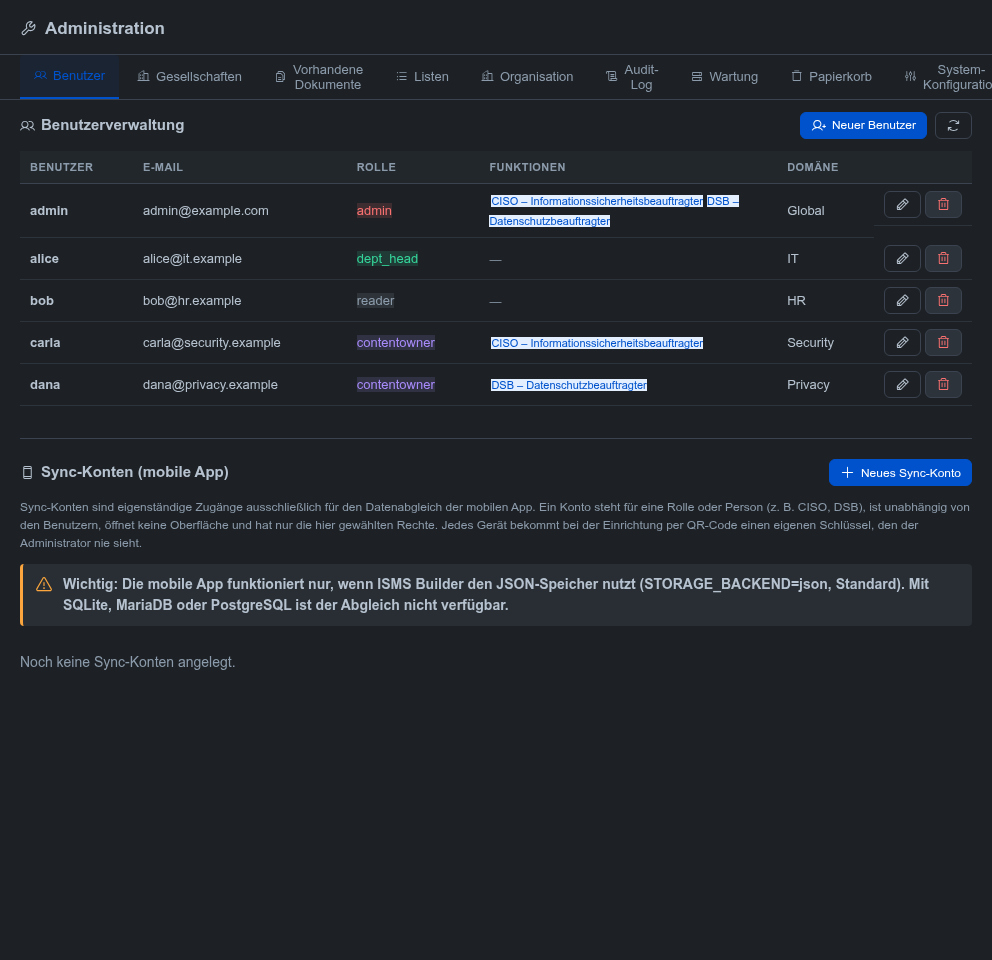 Administration
Benutzer
Gesellschaften
Vorhandene
Dokumente
Listen
Organisation
Audit-
Log
Wartung
Papierkorb
System-
Konfiguratio
Benutzerverwaltung
Neuer Benutzer
BENUTZER E-MAIL ROLLE FUNKTIONEN DOMÄNE
admin admin@example.com admin CISO – Informationssicherheitsbeauftragter DSB –
Datenschutzbeauftragter Global
alice alice@it.example dept_head — IT
bob bob@hr.example reader — HR
carla carla@security.example contentowner CISO – Informationssicherheitsbeauftragter Security
dana dana@privacy.example contentowner DSB – Datenschutzbeauftragter Privacy
Sync-Konten (mobile App)
Neues Sync-Konto
Sync-Konten sind eigenständige Zugänge ausschließlich für den Datenabgleich der mobilen App. Ein Konto steht für eine Rolle oder Person (z. B. CISO, DSB), ist unabhängig von
den Benutzern, öffnet keine Oberfläche und hat nur die hier gewählten Rechte. Jedes Gerät bekommt bei der Einrichtung per QR-Code einen eigenen Schlüssel, den der
Administrator nie sieht.
Wichtig: Die mobile App funktioniert nur, wenn ISMS Builder den JSON-Speicher nutzt (STORAGE_BACKEND=json, Standard). Mit
SQLite, MariaDB oder PostgreSQL ist der Abgleich nicht verfügbar.
Noch keine Sync-Konten angelegt.